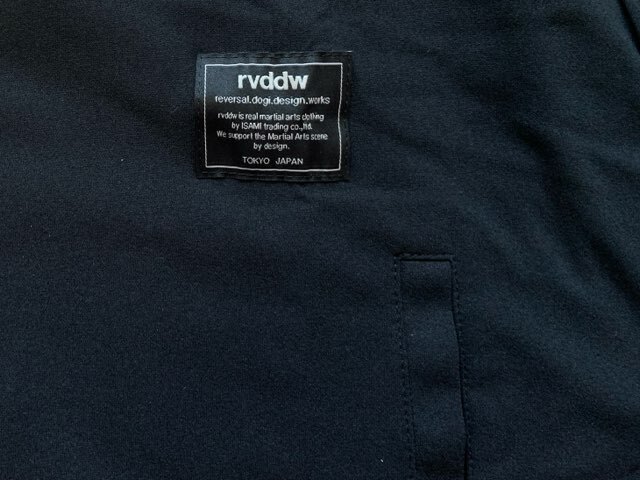 rvddw
reversal.dogi.design.works
rvddw is real martial arts clothing
by ISAMI trading co.,ltd.
We support the Martial Arts scene
by design.
TOKYO JAPAN